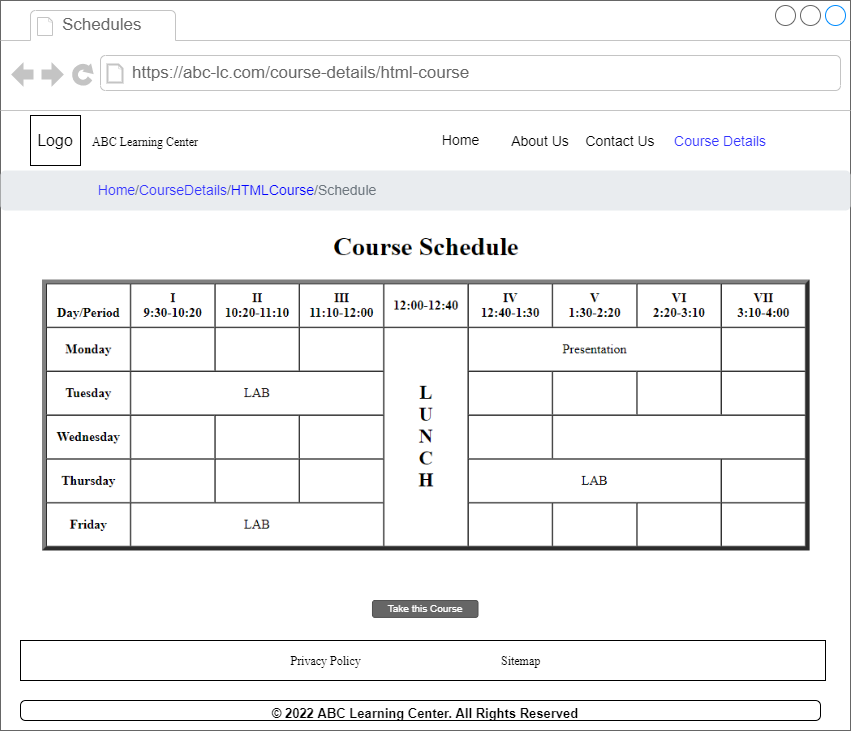 Schedules
https://abc-lc.com/course-details/html-course
Logo
ABC Learning Center
Home
About Us
Contact Us
Course Details
Home/CourseDetails/HTMLCourse/Schedule
Course Schedule
Day/Period
I
9:30-10:20
II
10:20-11:10
III
11:10-12:00
12:00-12:40
IV
12:40-1:30
V
1:30-2:20
VI
2:20-3:10
VII
3:10-4:00
Monday
Presentation
Tuesday
LAB
Wednesday
Thursday
LAB
Friday
LAB
L
U
N
C
H
Take this Course
Privacy Policy
Sitemap
© 2022 ABC Learning Center. All Rights Reserved